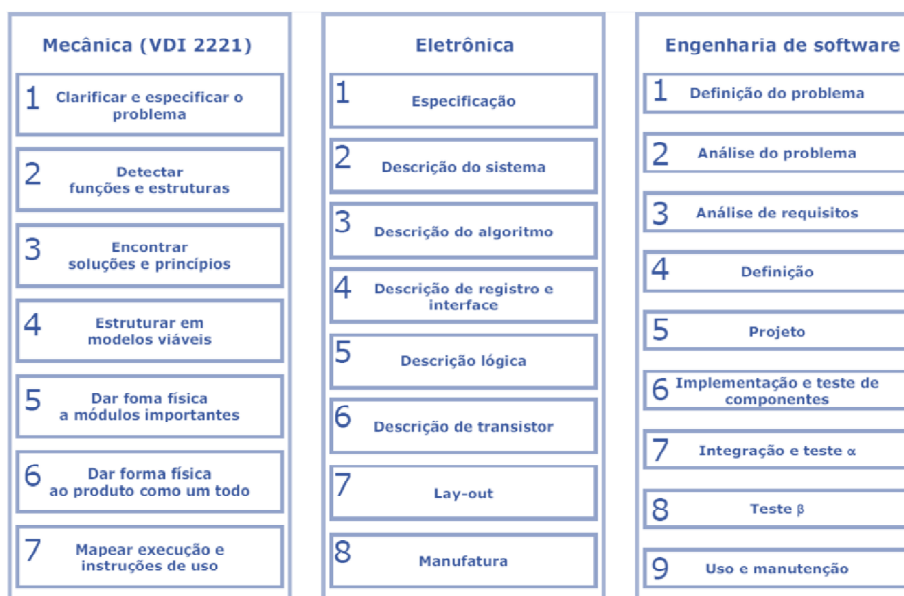 Mecânica (VDI 2221)
1 Clarificar e especificar o
problema
2 Detectar
funções e estruturas
3 Encontrar
soluções e princípios
4 Estruturar em
modelos viáveis
5 Dar foma física
a módulos importantes
6 Dar forma física
ao produto como um todo
7 Mapear execução e
instruções de uso
Eletrônica
1 Especificação
2 Descrição do sistema
3 Descrição do algoritmo
4 Descrição de registro e
interface
5 Descrição lógica
6 Descrição de transistor
7 Lay-out
8 Manufatura
Engenharia de software
1 Definição do problema
2 Análise do problema
3 Análise de requisitos
4 Definição
5 Projeto
6 Implementação e teste de
componentes
7 Integração e teste α
8 Teste β
9 Uso e manutenção